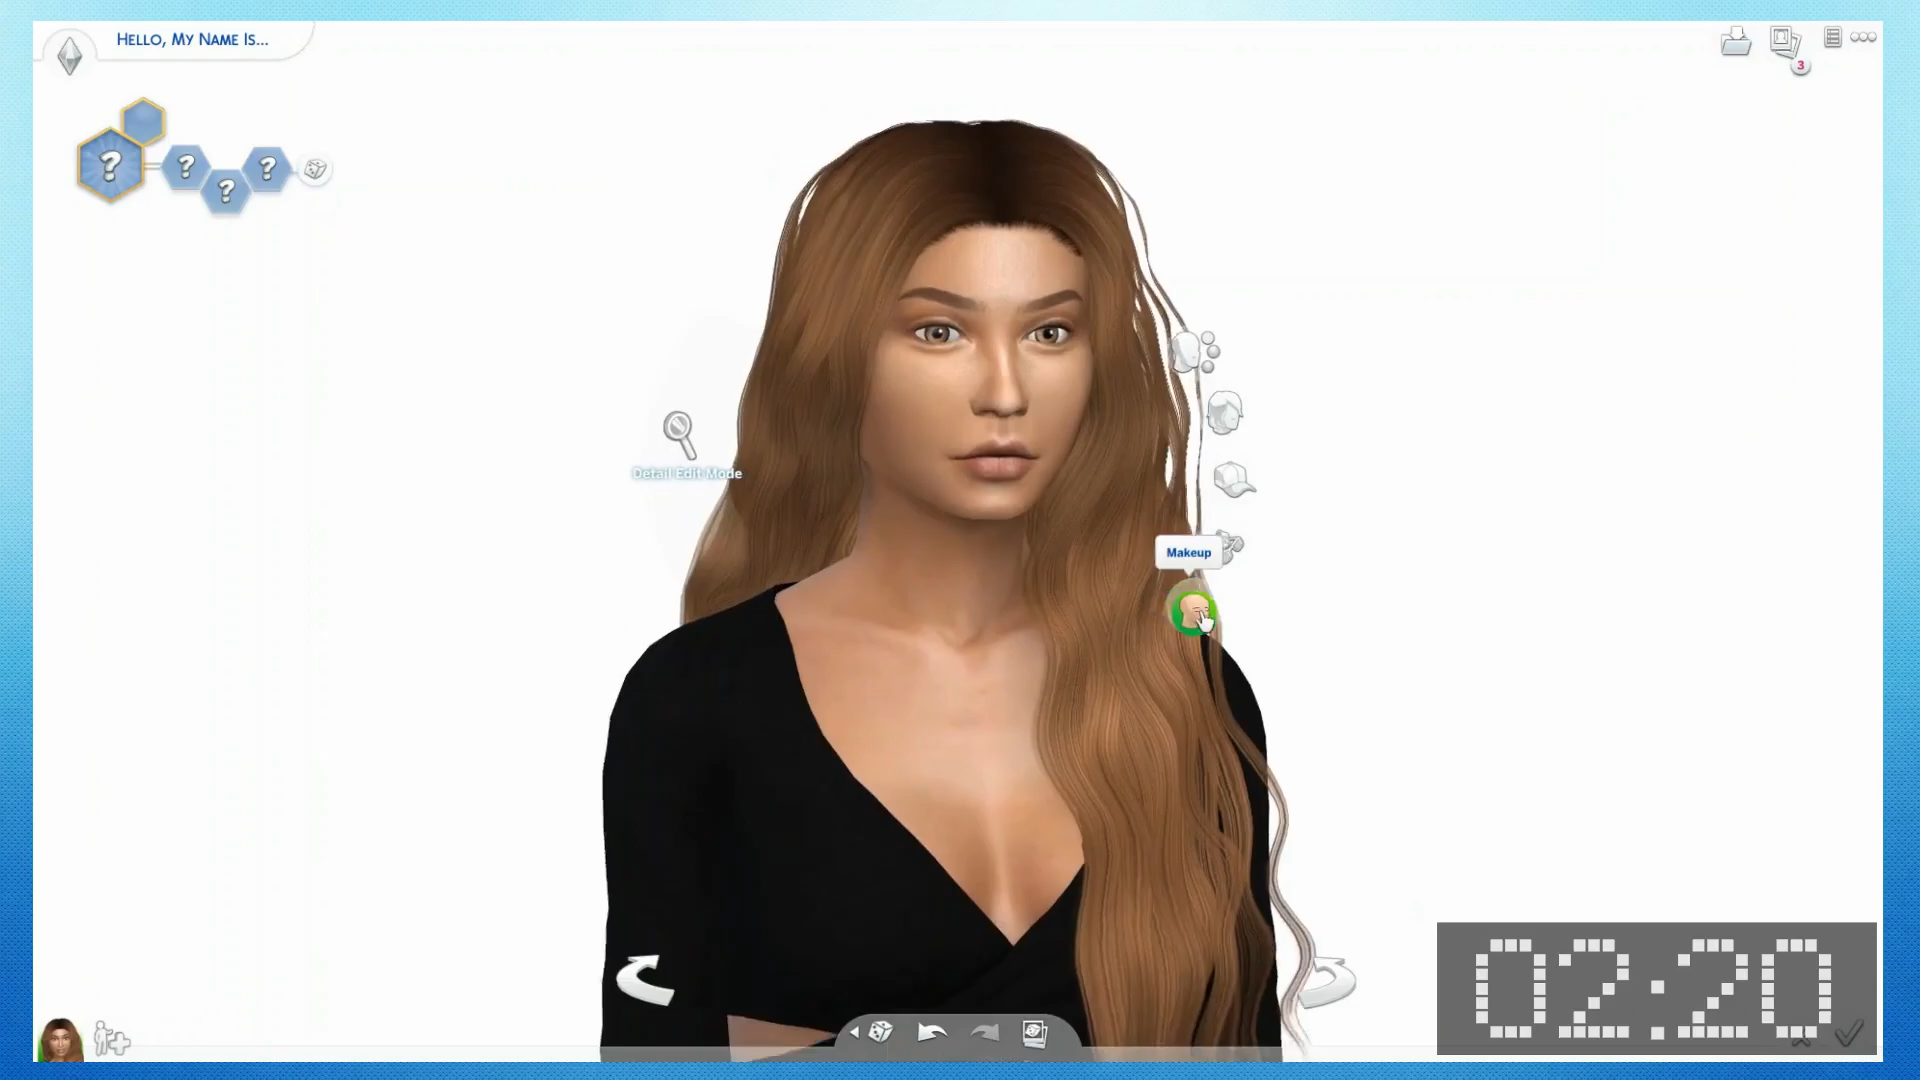 Hello, My Name Is...
3
? ? ? ?
Detail Edit Mode
Makeup
02:20